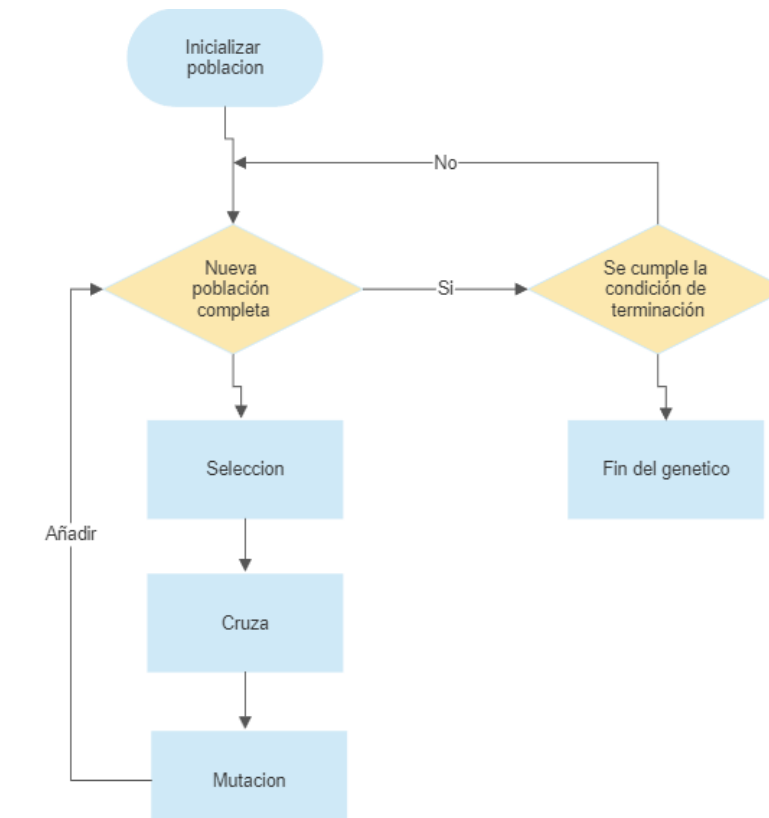 Inicializar
poblacion
No
Nueva
población
completa
Si
Se cumple la
condición de
terminación
Seleccion
Fin del genetico
Añadir
Cruza
Mutacion